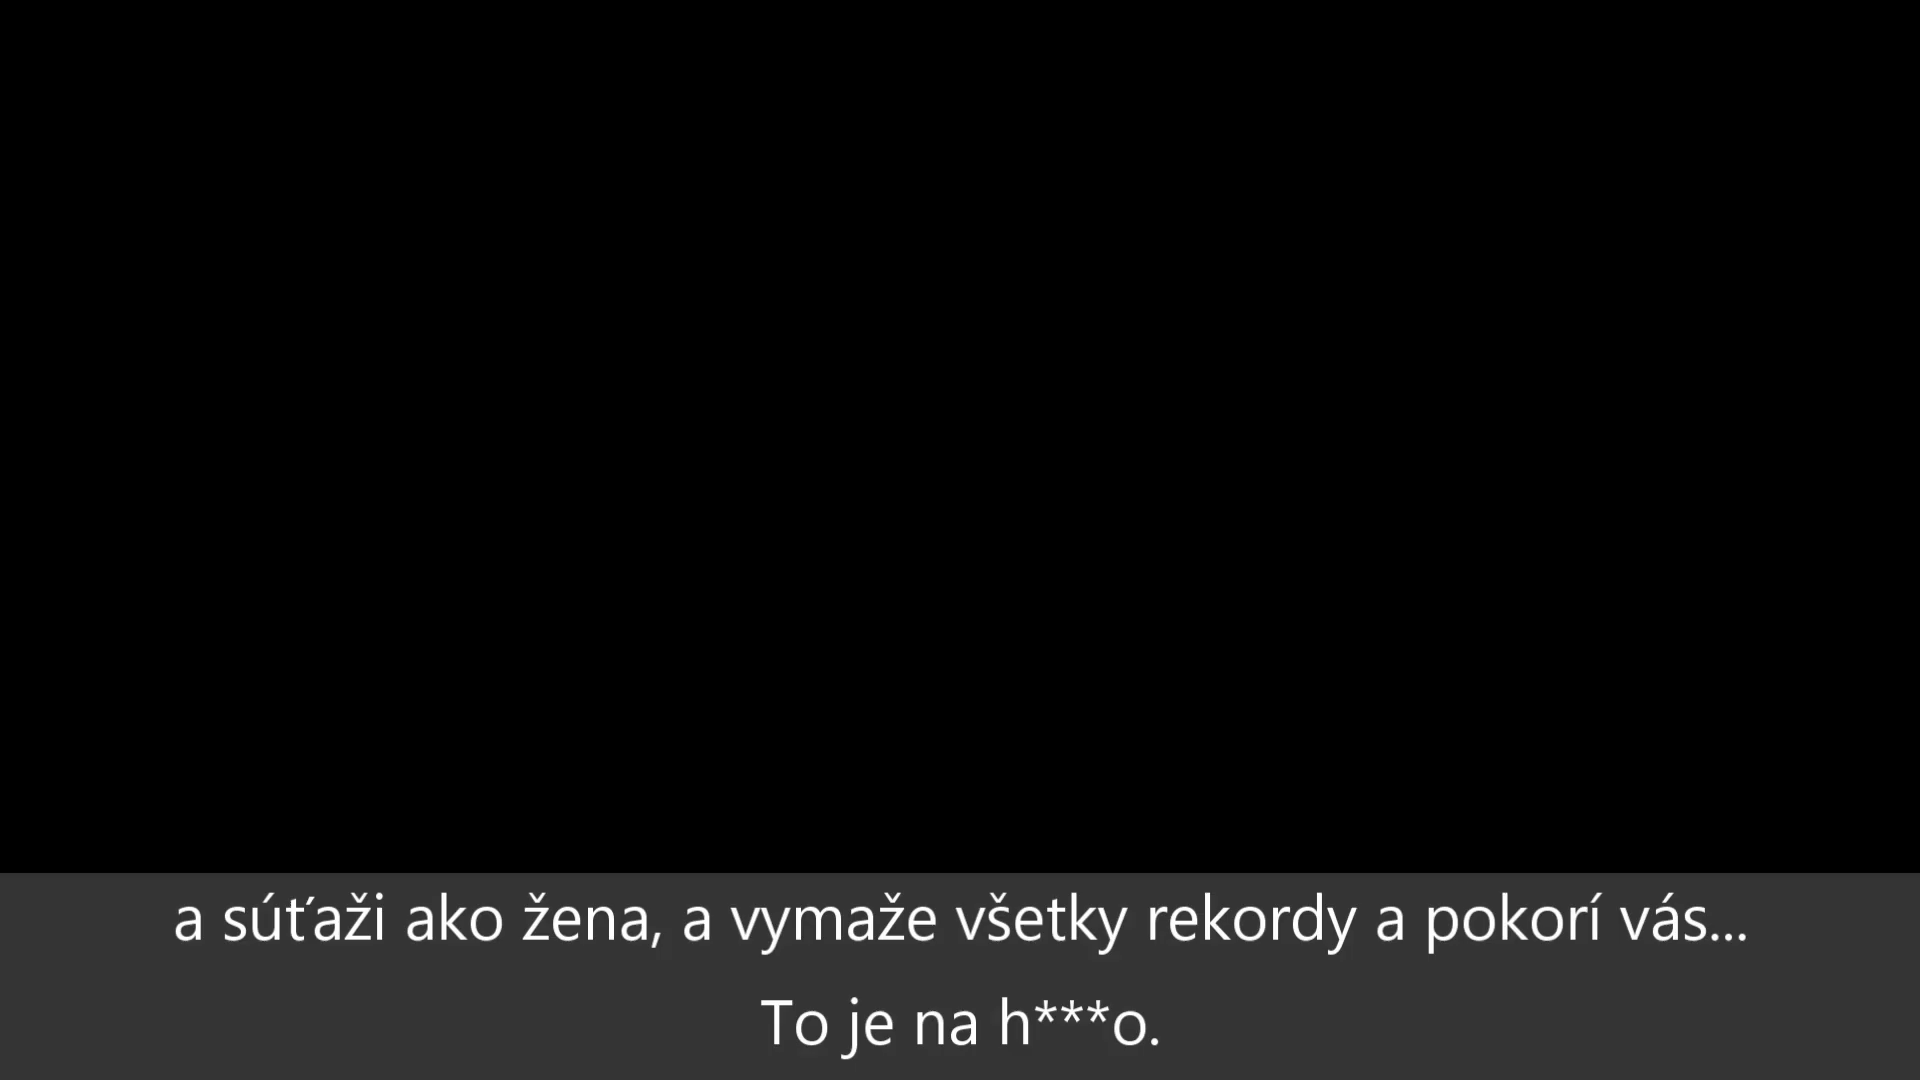 a súťaži ako žena, a vymaže všetky rekordy a pokorí vás...
To je na h***o.